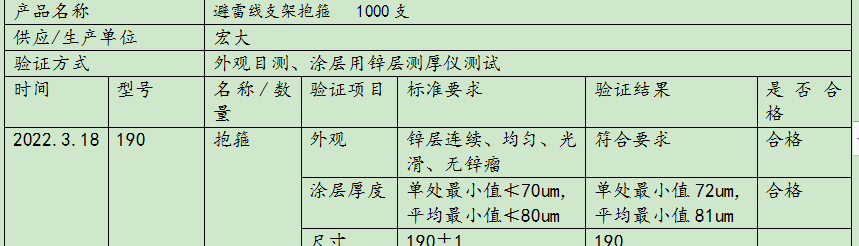 产品名称 避雷线支架抱箍 1000支
供应/生产单位 宏大
验证方式 外观目测、涂层用锌层测厚仪测试
时间 型号 名称/数量 验证项目 标准要求 验证结果 是否合格
2022.3.18 190 抱箍 外观 锌层连续、均匀、光滑、无锌瘤 符合要求 合格
涂层厚度 单处最小值≮70um,平均最小值≮80um 单处最小值72um,平均最小值81um 合格
尺寸 190±1 190